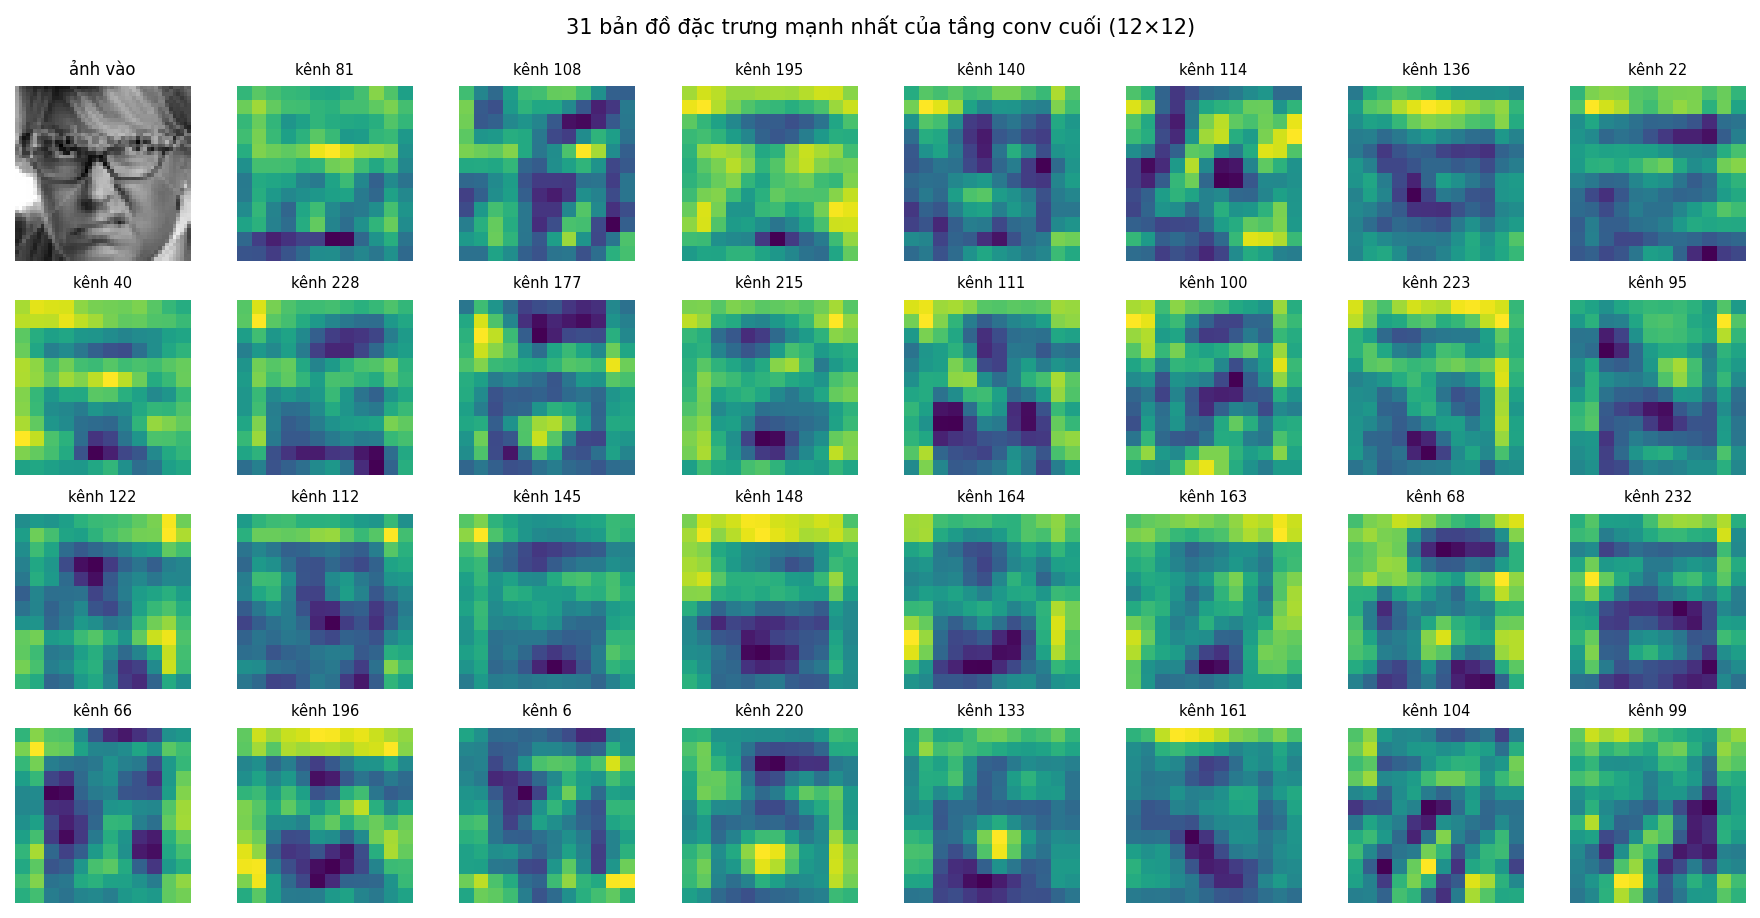 31 bản đồ đặc trưng mạnh nhất của tầng conv cuối (12×12)
ảnh vào kênh 81 kênh 108 kênh 195 kênh 140 kênh 114 kênh 136 kênh 22
kênh 40 kênh 228 kênh 177 kênh 215 kênh 111 kênh 100 kênh 223 kênh 95
kênh 122 kênh 112 kênh 145 kênh 148 kênh 164 kênh 163 kênh 68 kênh 232
kênh 66 kênh 196 kênh 6 kênh 220 kênh 133 kênh 161 kênh 104 kênh 99